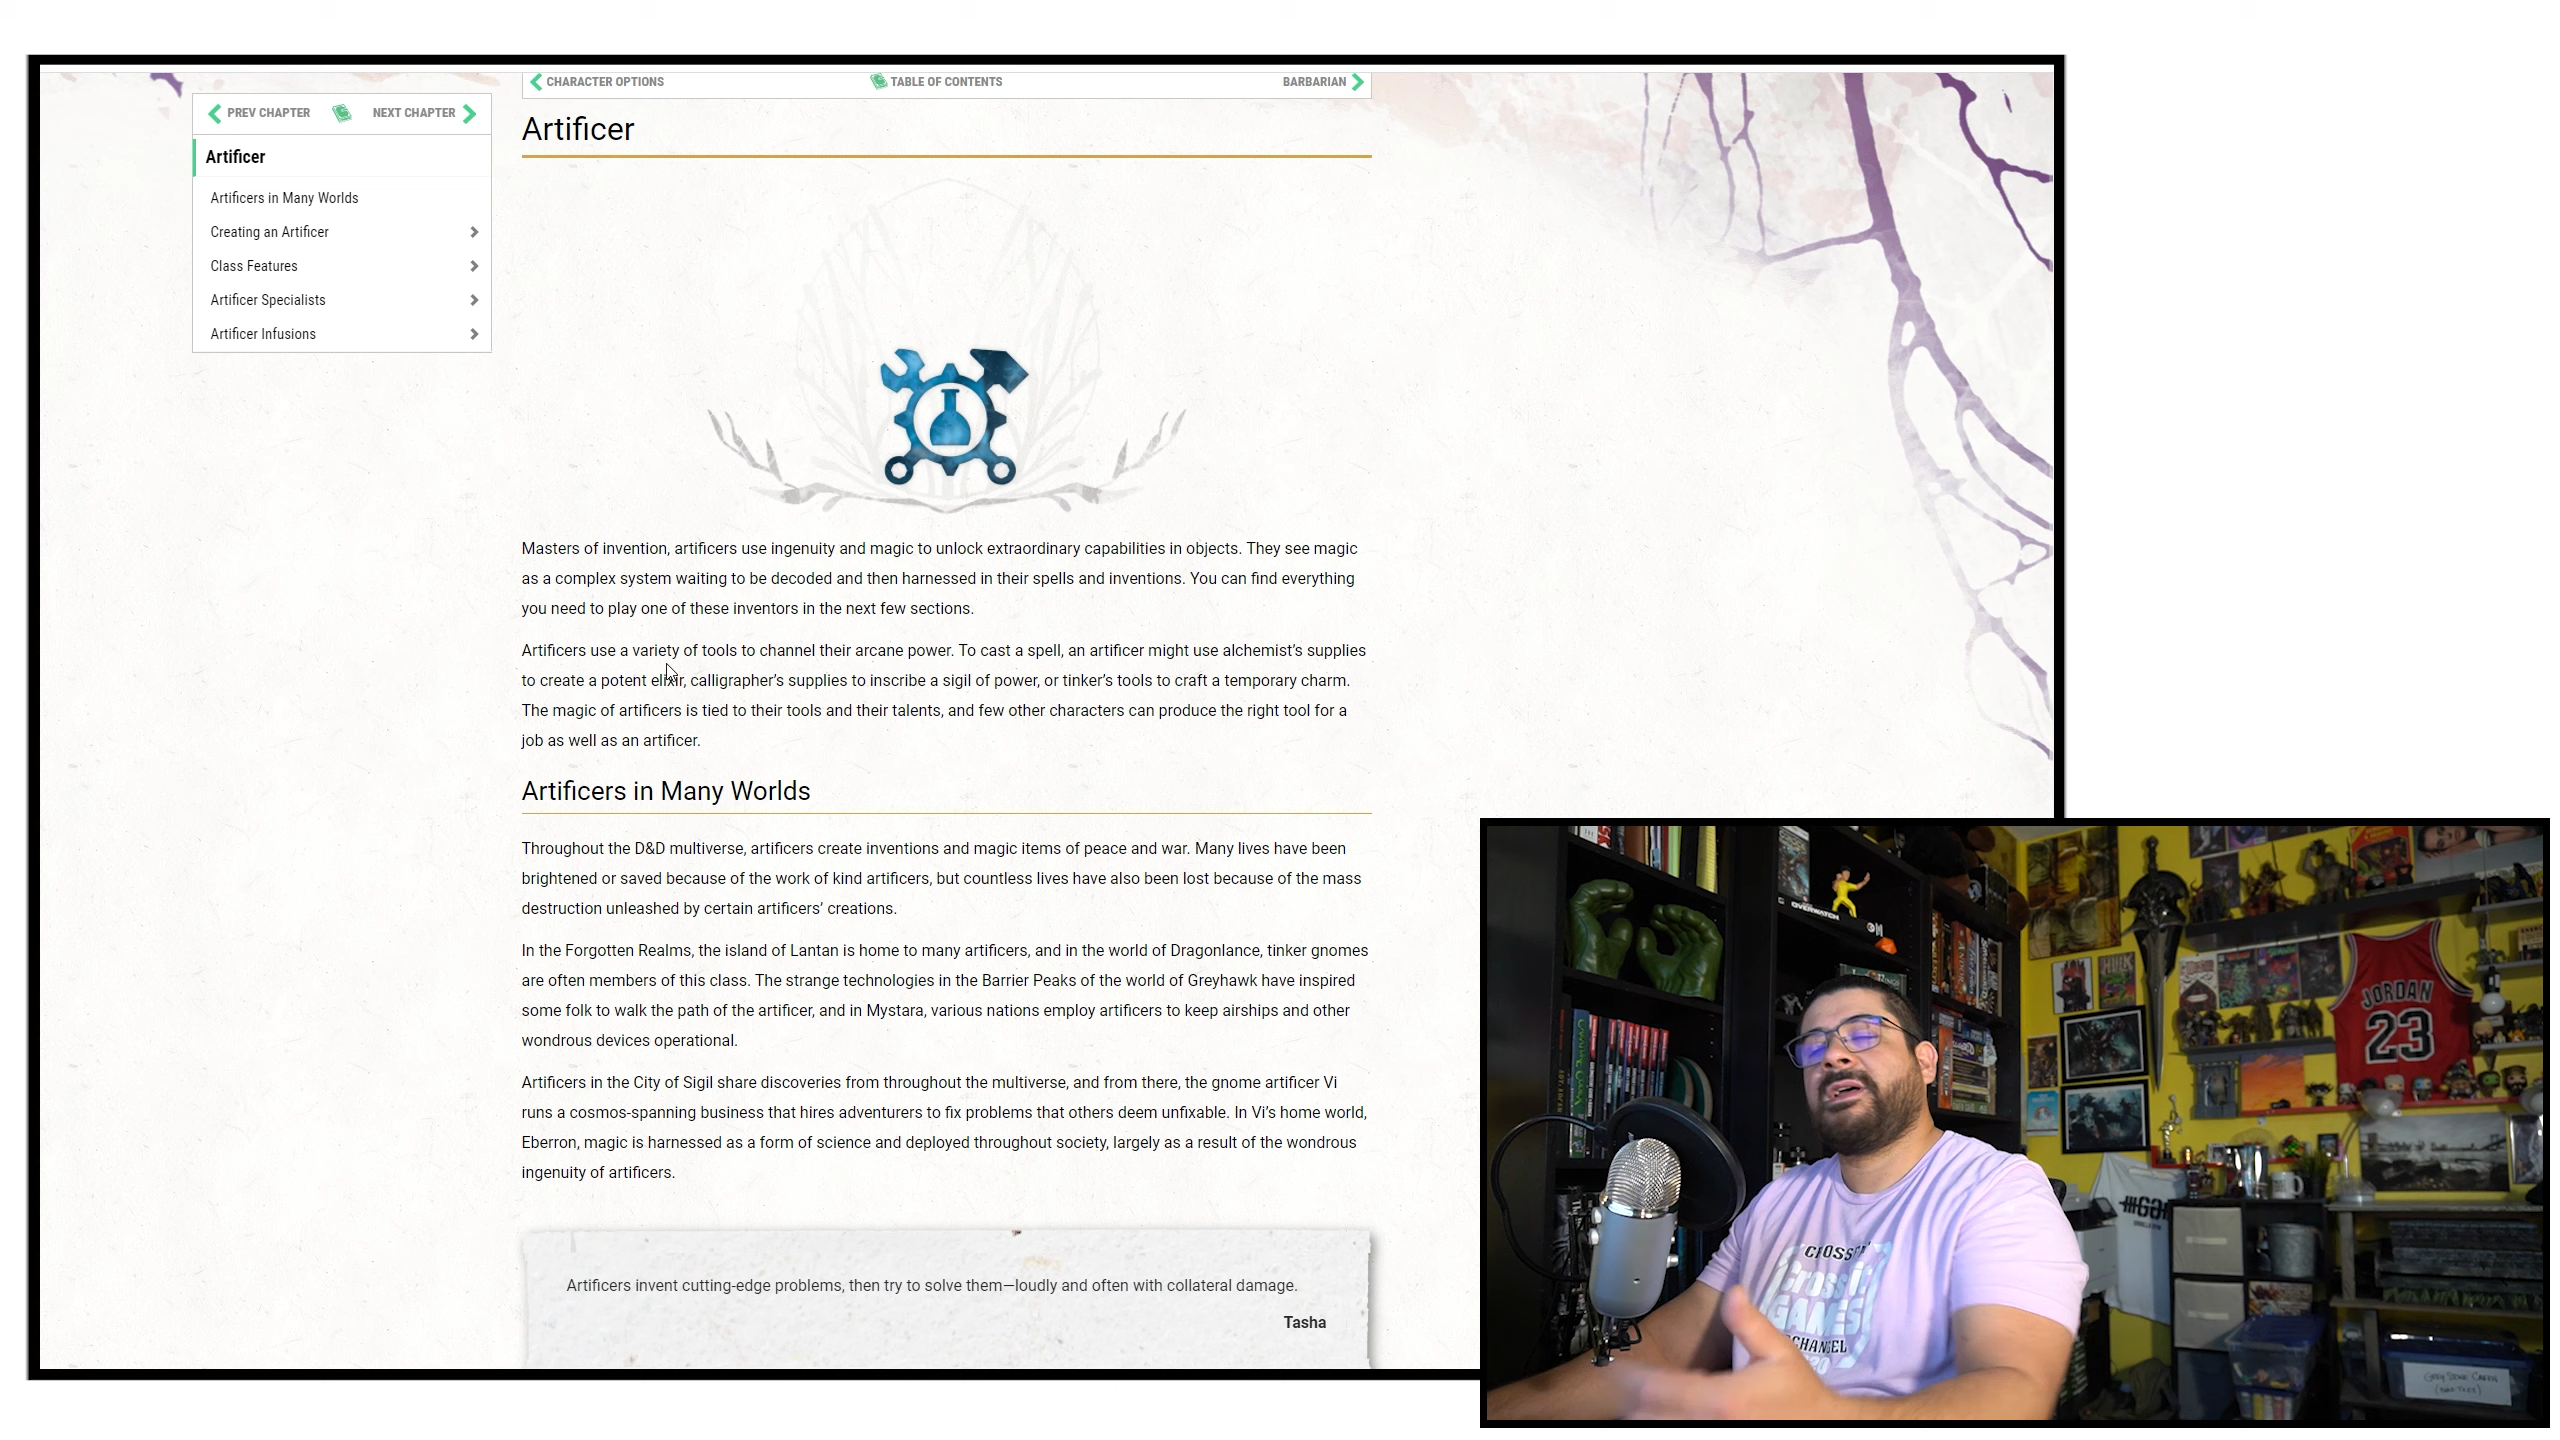 CHARACTER OPTIONS
TABLE OF CONTENTS
BARBARIAN
PREV CHAPTER
NEXT CHAPTER
Artificer
Artificers in Many Worlds
Creating an Artificer
Class Features
Artificer Specialists
Artificer Infusions
Artificer
Masters of invention, artificers use ingenuity and magic to unlock extraordinary capabilities in objects. They see magic
as a complex system waiting to be decoded and then harnessed in their spells and inventions. You can find everything
you need to play one of these inventors in the next few sections.
Artificers use a variety of tools to channel their arcane power. To cast a spell, an artificer might use alchemist’s supplies
to create a potent elixir, calligrapher’s supplies to inscribe a sigil of power, or tinker’s tools to craft a temporary charm.
The magic of artificers is tied to their tools and their talents, and few other characters can produce the right tool for a
job as well as an artificer.
Artificers in Many Worlds
Throughout the D&D multiverse, artificers create inventions and magic items of peace and war. Many lives have been
brightened or saved because of the work of kind artificers, but countless lives have also been lost because of the mass
destruction unleashed by certain artificers’ creations.
In the Forgotten Realms, the island of Lantan is home to many artificers, and in the world of Dragonlance, tinker gnomes
are often members of this class. The strange technologies in the Barrier Peaks of the world of Greyhawk have inspired
some folk to walk the path of the artificer, and in Mystara, various nations employ artificers to keep airships and other
wondrous devices operational.
Artificers in the City of Sigil share discoveries from throughout the multiverse, and from there, the gnome artificer Vi
runs a cosmos-spanning business that hires adventurers to fix problems that others deem unfixable. In Vi’s home world,
Eberron, magic is harnessed as a form of science and deployed throughout society, largely as a result of the wondrous
ingenuity of artificers.
Artificers invent cutting-edge problems, then try to solve them—loudly and often with collateral damage.
Tasha
OVERWATCH
JORDAN
23
GAMES